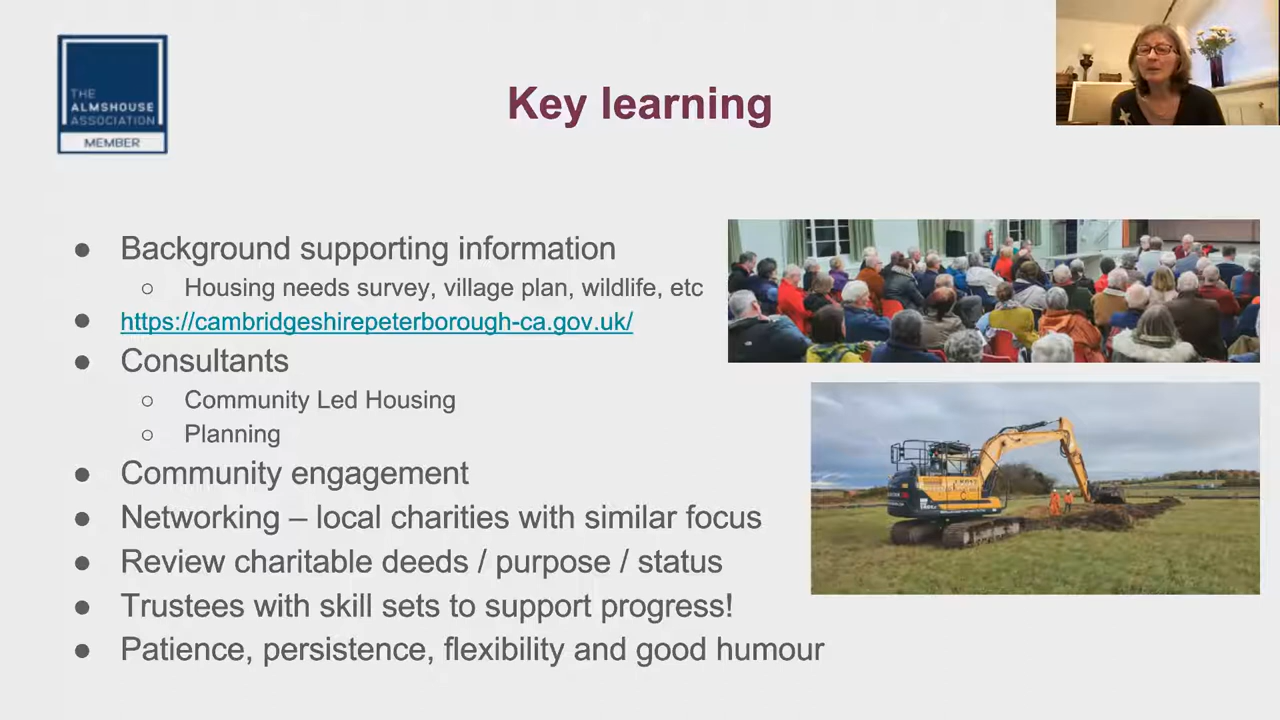 THE
ALMSHOUSE
ASSOCIATION
MEMBER
Key learning
● Background supporting information
○ Housing needs survey, village plan, wildlife, etc
● https://cambridgeshirepeterborough-ca.gov.uk/
● Consultants
○ Community Led Housing
○ Planning
● Community engagement
● Networking – local charities with similar focus
● Review charitable deeds / purpose / status
● Trustees with skill sets to support progress!
● Patience, persistence, flexibility and good humour